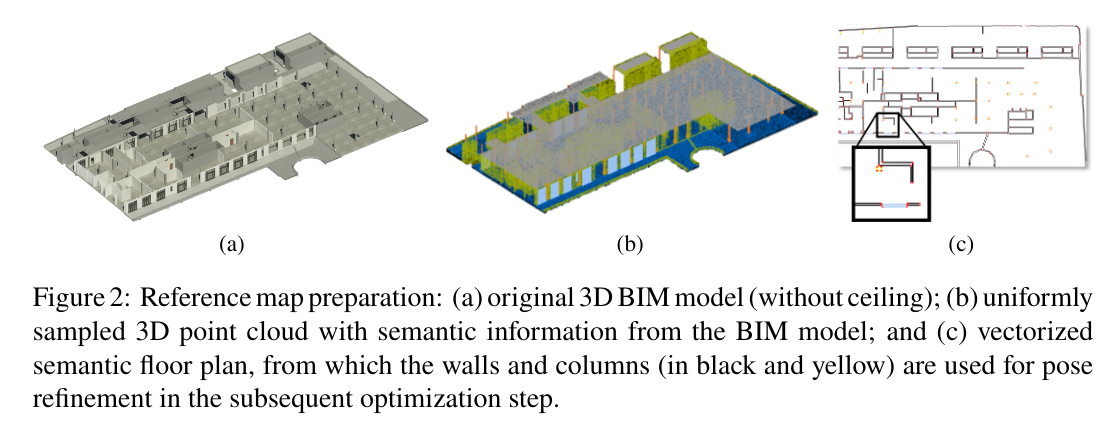 (a)
(b)
(c)
Figure 2: Reference map preparation: (a) original 3D BIM model (without ceiling); (b) uniformly
sampled 3D point cloud with semantic information from the BIM model; and (c) vectorized
semantic floor plan, from which the walls and columns (in black and yellow) are used for pose
refinement in the subsequent optimization step.